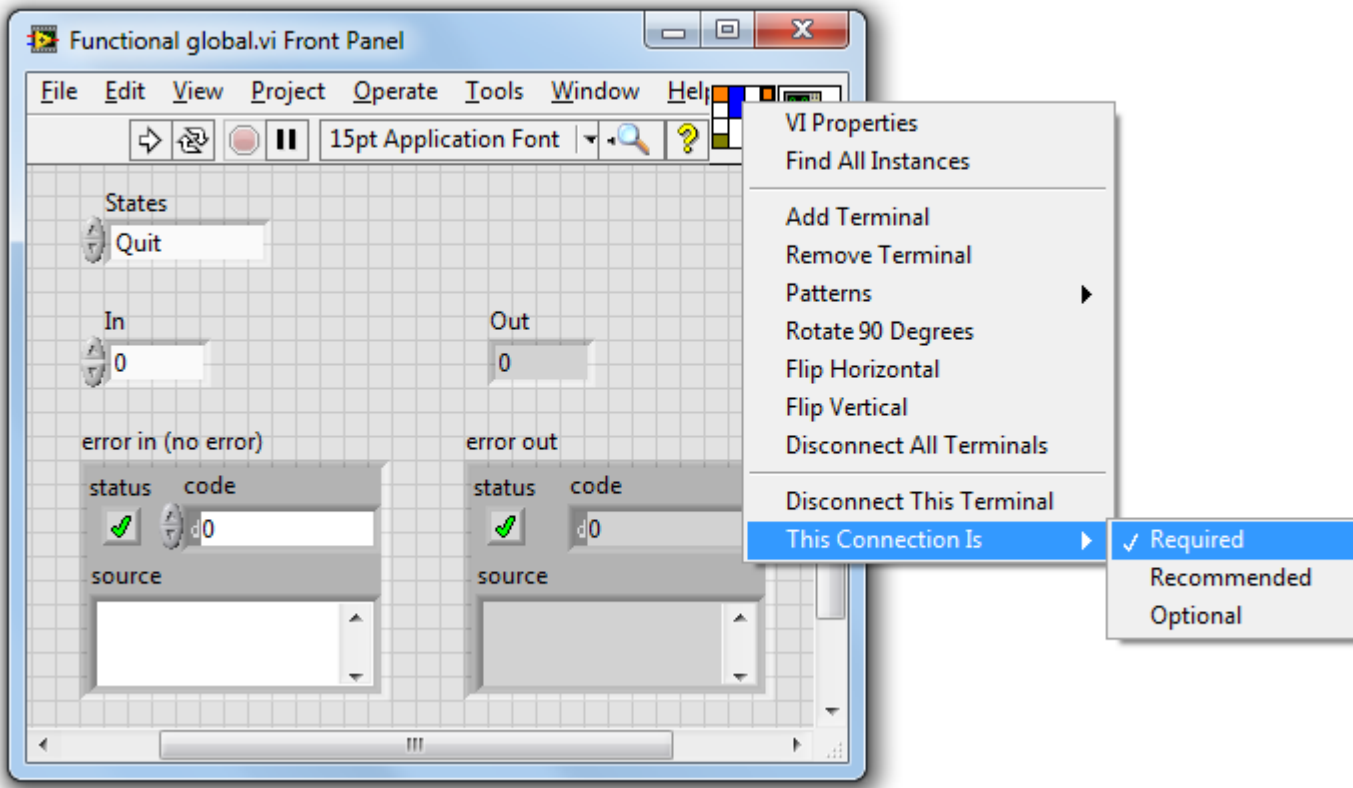 Functional global.vi Front Panel
File Edit View Project Operate Tools Window Help
15pt Application Font
States
Quit
In
0
Out
0
error in (no error)
status code
d0
source
error out
status code
d0
source
VI Properties
Find All Instances
Add Terminal
Remove Terminal
Patterns
Rotate 90 Degrees
Flip Horizontal
Flip Vertical
Disconnect All Terminals
Disconnect This Terminal
This Connection Is
Required
Recommended
Optional